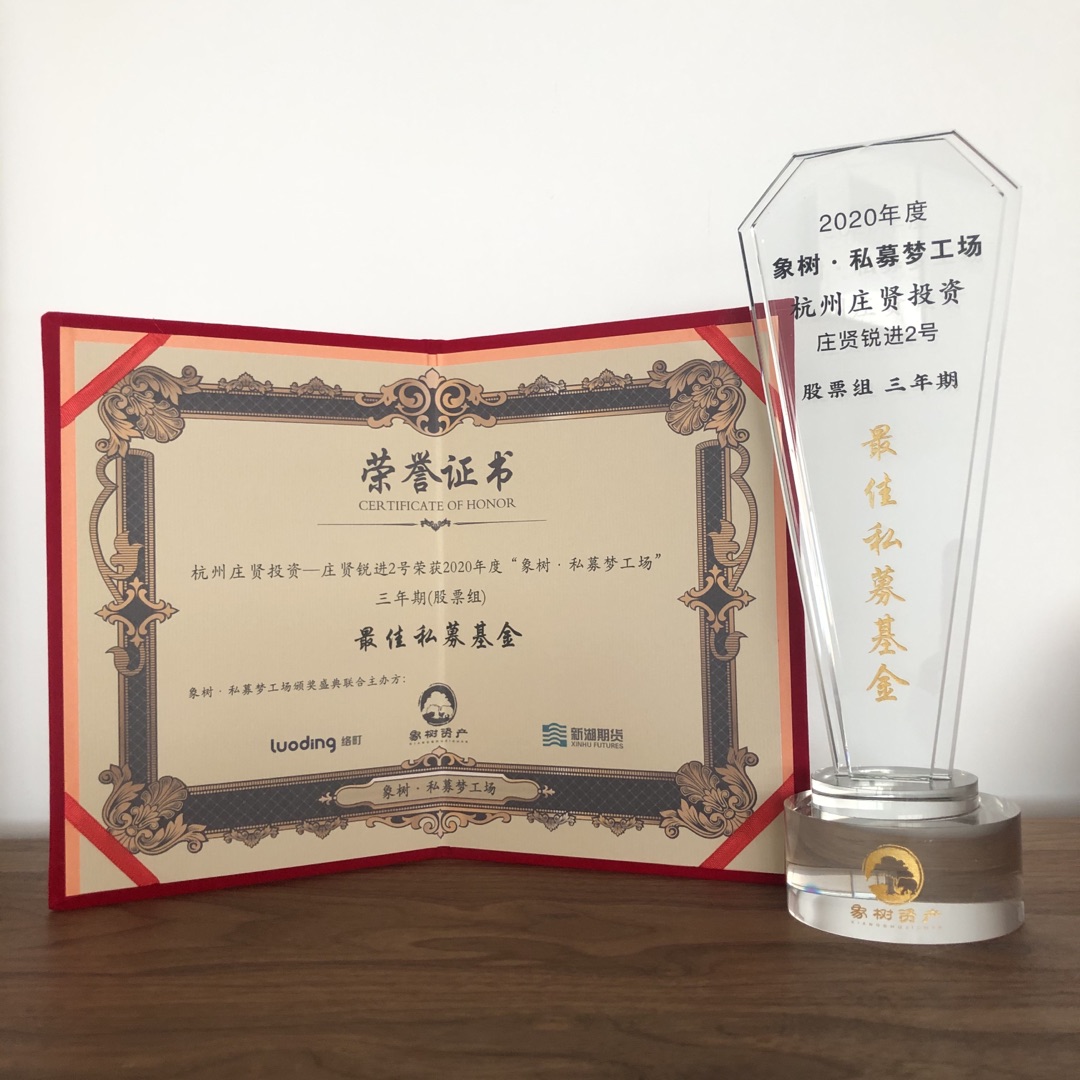 荣誉证书
CERTIFICATE OF HONOR
杭州庄贤投资—庄贤锐进2号荣获2020年度“象树·私募梦工场”
三年期(股票组)
最佳私募基金
象树·私募梦工场颁奖盛典联合主办方:
luoding 络町
象树资产
新湖期货
XINHU FUTURES
象树·私募梦工场
2020年度
象树·私募梦工场
杭州庄贤投资
庄贤锐进2号
股票组 三年期
最佳私募基金
象树资产